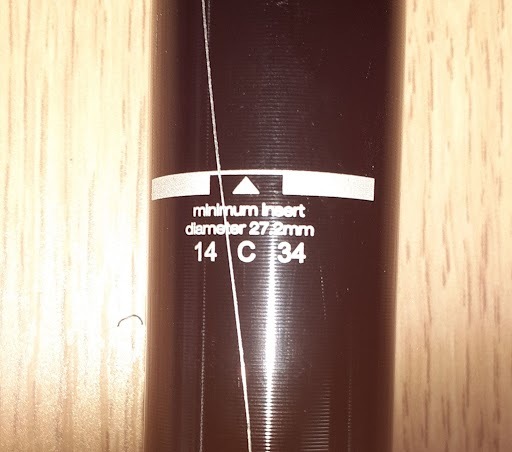 minimum insert
diameter 27.2mm
14 C 34